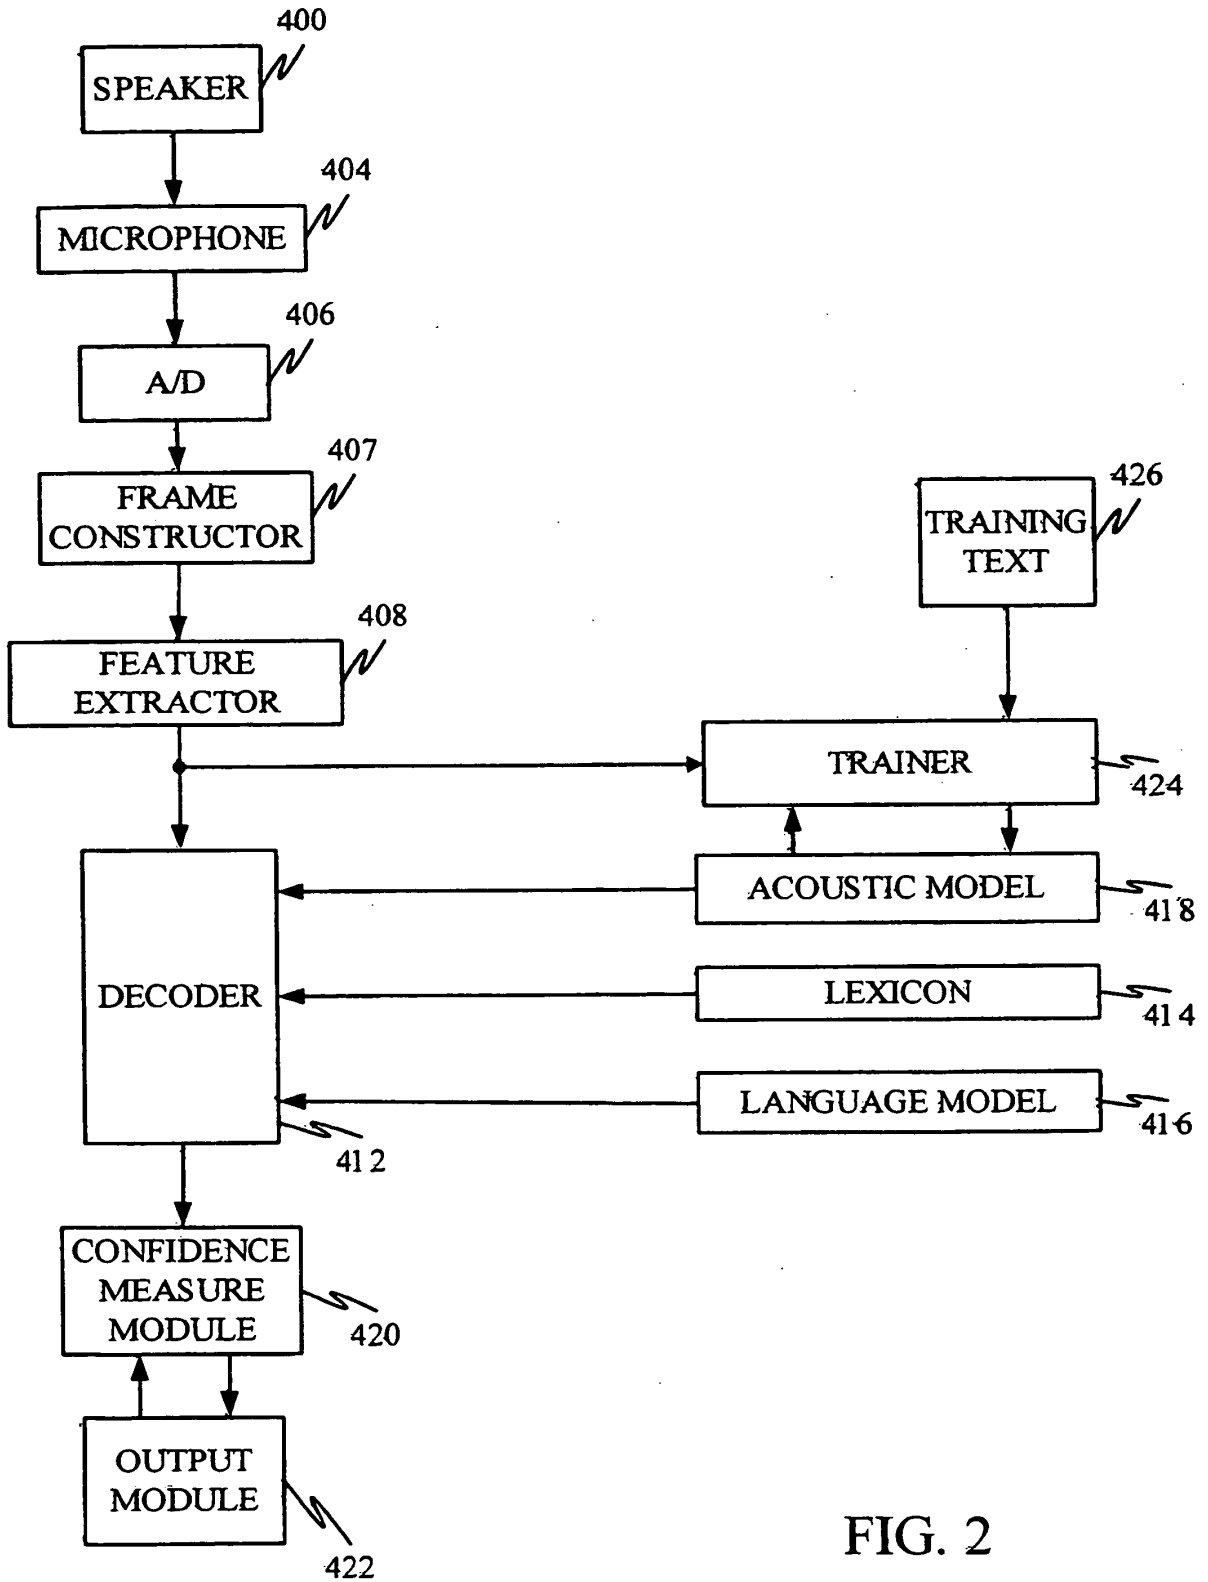 400
SPEAKER
404
MICROPHONE
406
A/D
407
FRAME
CONSTRUCTOR
426
TRAINING
TEXT
408
FEATURE
EXTRACTOR
TRAINER
424
ACOUSTIC MODEL
418
DECODER
LEXICON
414
LANGUAGE MODEL
416
412
CONFIDENCE
MEASURE
MODULE
420
OUTPUT
MODULE
422
FIG. 2